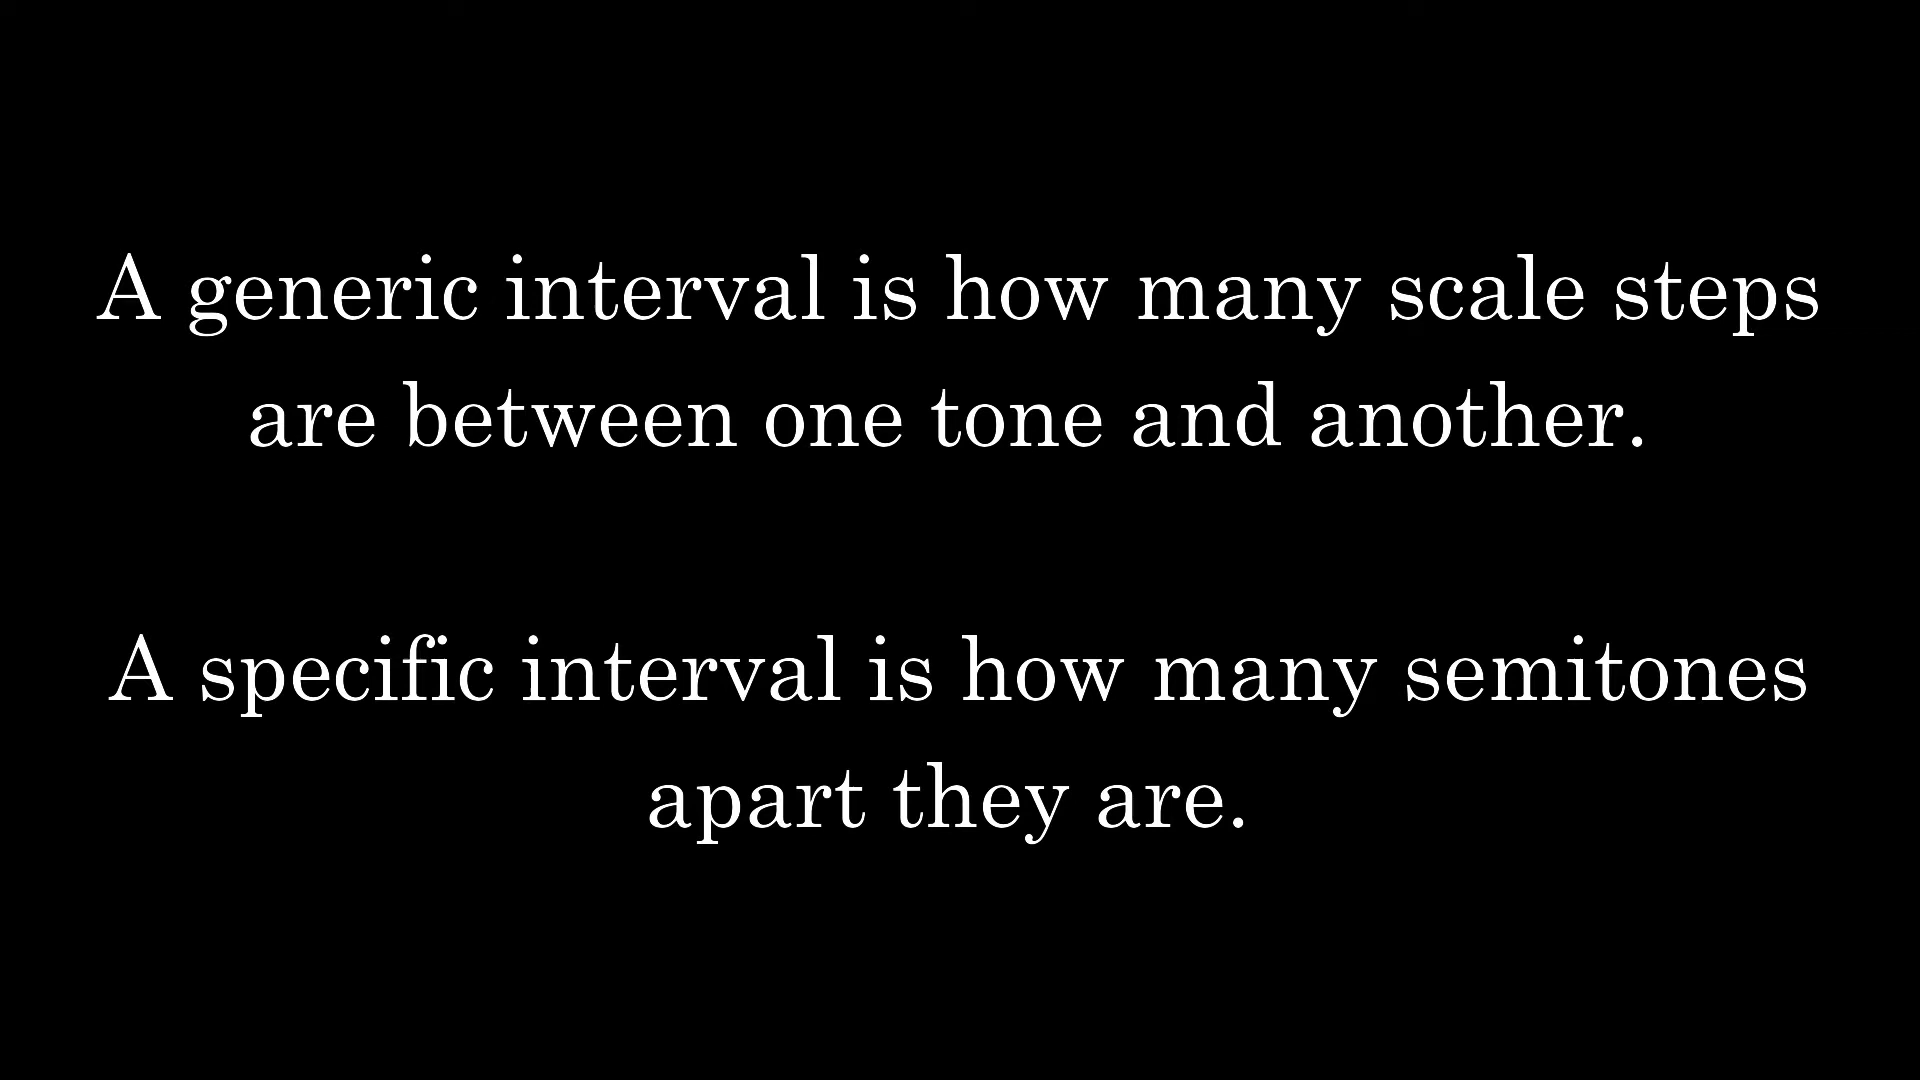 A generic interval is how many scale steps
are between one tone and another.
A specific interval is how many semitones
apart they are.